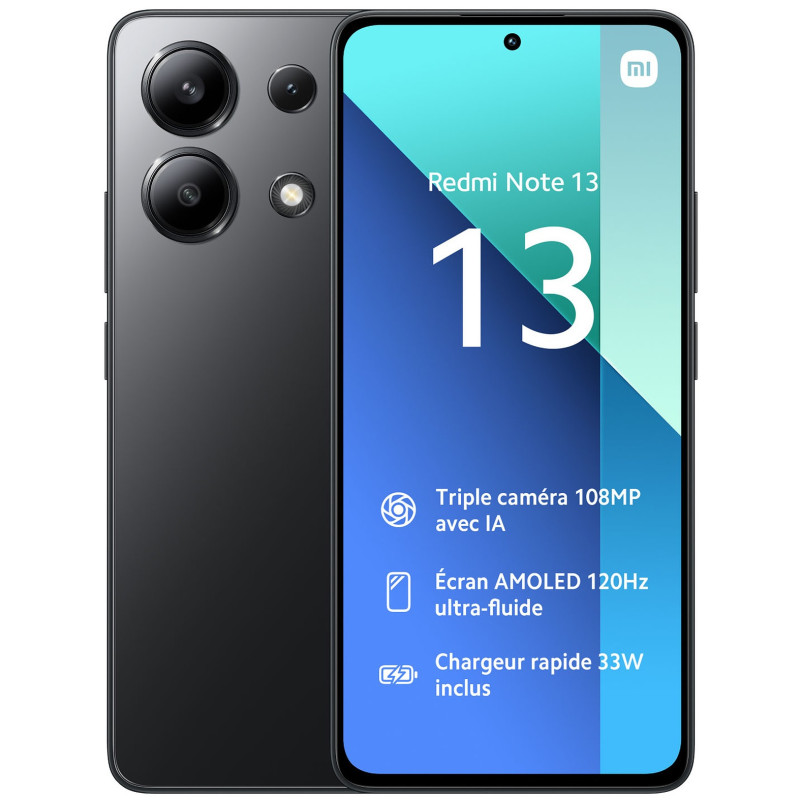 mi
Redmi Note 13
13
Triple caméra 108MP
avec IA
Écran AMOLED 120Hz
ultra-fluide
Chargeur rapide 33W
inclus